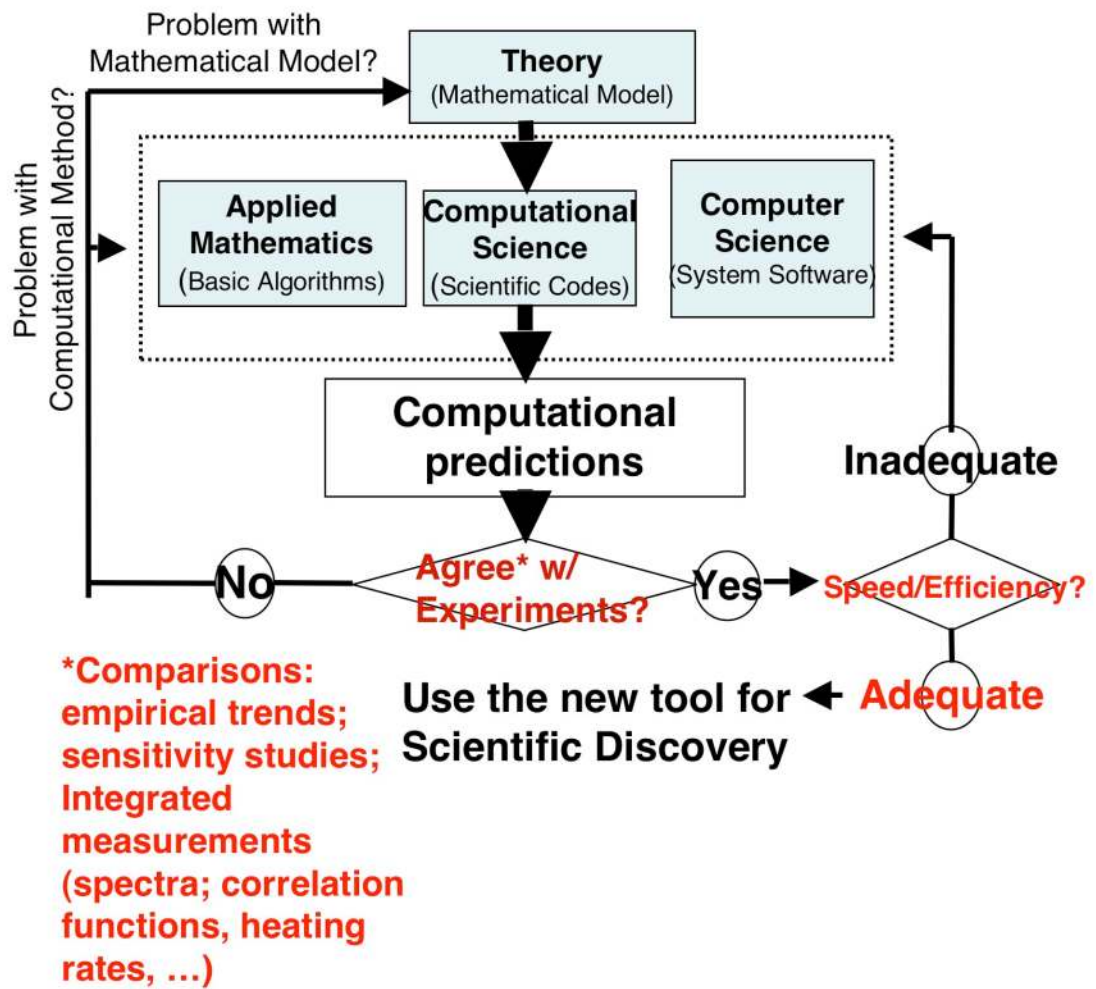 Problem with
Mathematical Model?
Problem with
Computational Method?
Theory
(Mathematical Model)
Applied
Mathematics
(Basic Algorithms)
Computational
Science
(Scientific Codes)
Computer
Science
(System Software)
Computational
predictions
Inadequate
No
Agree* w/
Experiments?
Yes
Speed/Efficiency?
Adequate
Use the new tool for
Scientific Discovery
*Comparisons:
empirical trends;
sensitivity studies;
Integrated
measurements
(spectra; correlation
functions, heating
rates, …)